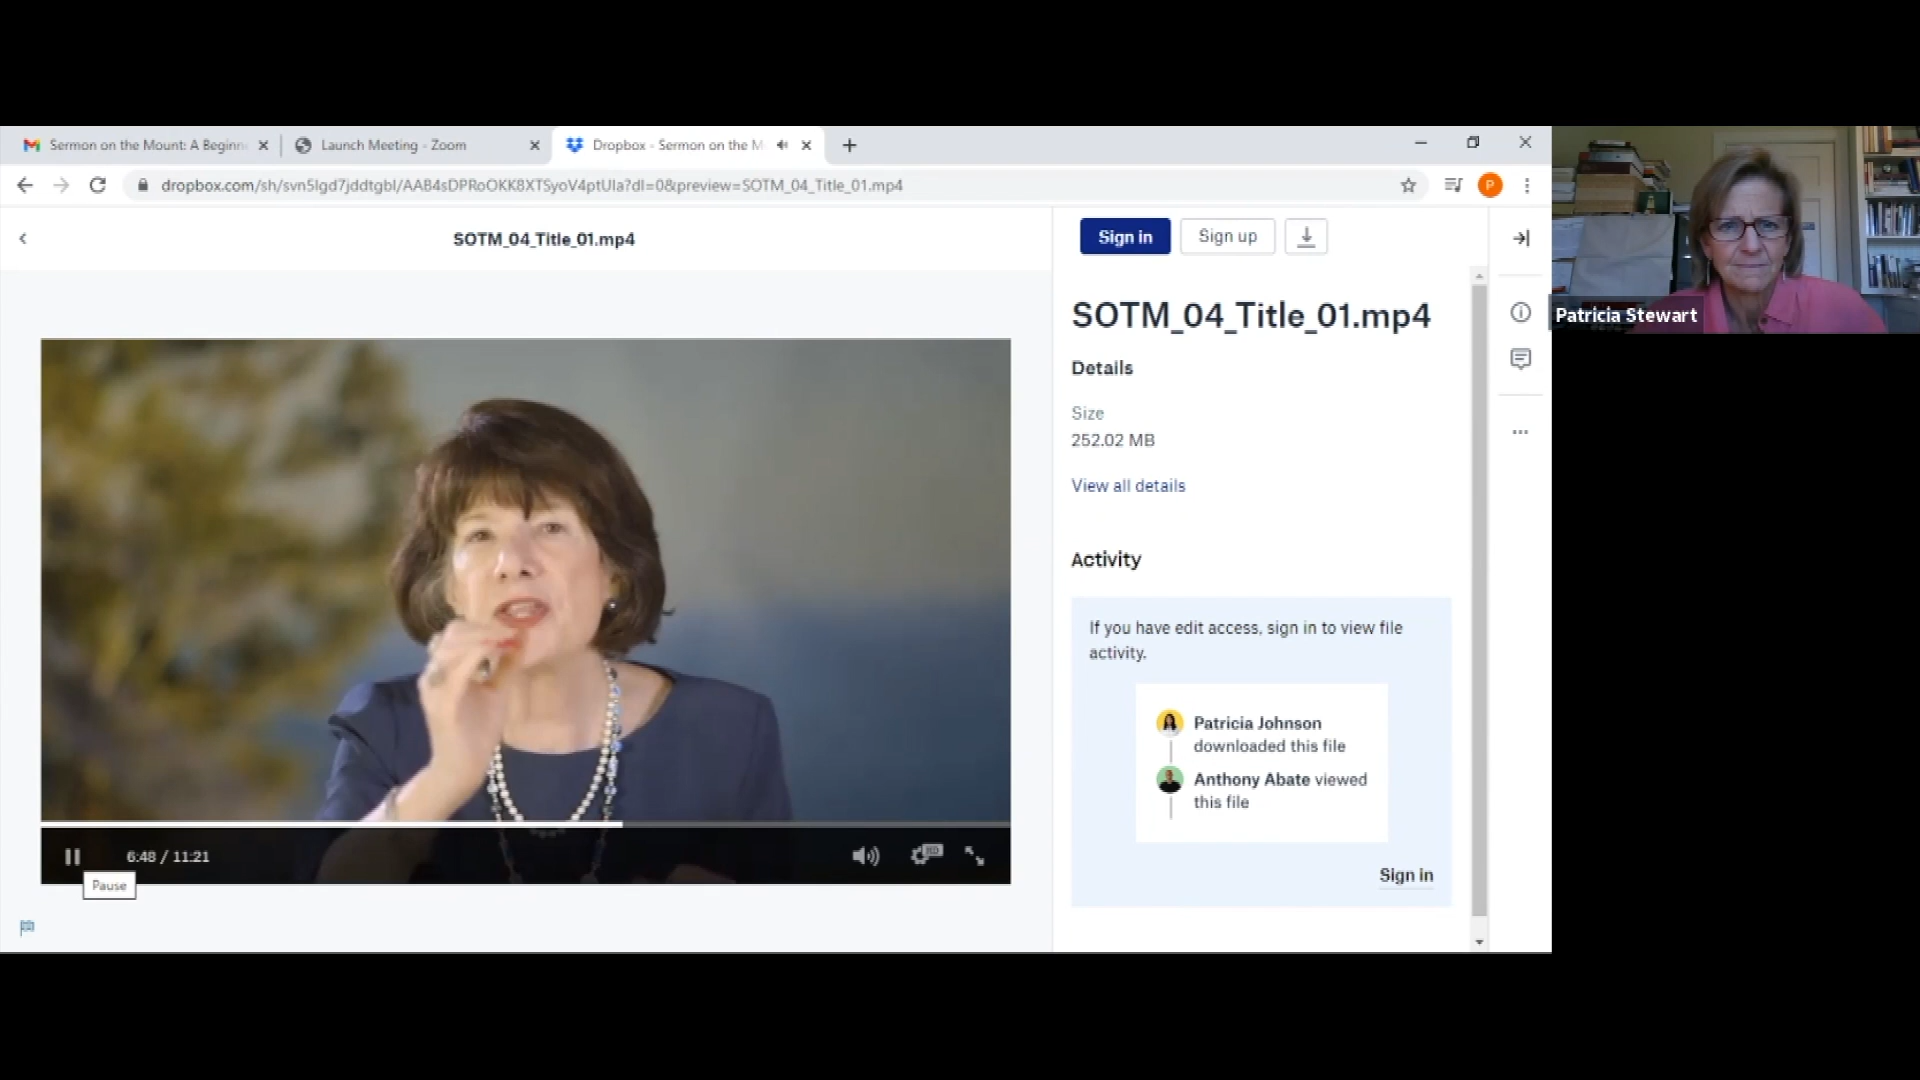 Sermon on the Mount: A Beginn
Launch Meeting - Zoom
Dropbox - Sermon on the M
dropbox.com/sh/svn5lgd7jddtgbl/AAB4sDPRoOKK8XTSyoV4ptUla?dl=0&preview=SOTM_04_Title_01.mp4
P
SOTM_04_Title_01.mp4
Sign in
Sign up
SOTM_04_Title_01.mp4
Details
Size
252.02 MB
View all details
Activity
If you have edit access, sign in to view file
activity.
Patricia Johnson
downloaded this file
Anthony Abate viewed
this file
Sign in
6:48 / 11:21
HD
Pause
Patricia Stewart